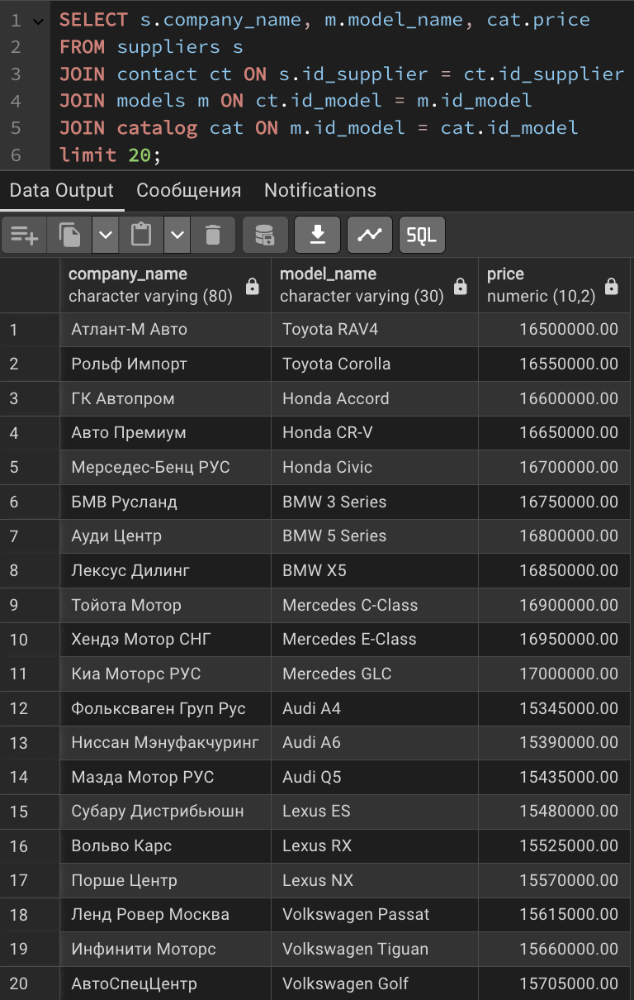 1 SELECT s.company_name, m.model_name, cat.price
2 FROM suppliers s
3 JOIN contact ct ON s.id_supplier = ct.id_supplier
4 JOIN models m ON ct.id_model = m.id_model
5 JOIN catalog cat ON m.id_model = cat.id_model
6 limit 20;
Data Output Сообщения Notifications
SQL
company_name model_name price
character varying (80) character varying (30) numeric (10,2)
1 Атлант-М Авто Toyota RAV4 16500000.00
2 Рольф Импорт Toyota Corolla 16550000.00
3 ГК Автопром Honda Accord 16600000.00
4 Авто Премиум Honda CR-V 16650000.00
5 Мерседес-Бенц РУС Honda Civic 16700000.00
6 БМВ Русланд BMW 3 Series 16750000.00
7 Ауди Центр BMW 5 Series 16800000.00
8 Лексус Дилинг BMW X5 16850000.00
9 Тойота Мотор Mercedes C-Class 16900000.00
10 Хендэ Мотор СНГ Mercedes E-Class 16950000.00
11 Киа Моторс РУС Mercedes GLC 17000000.00
12 Фольксваген Груп Рус Audi A4 15345000.00
13 Ниссан Мэнуфакчуринг Audi A6 15390000.00
14 Мазда Мотор РУС Audi Q5 15435000.00
15 Субару Дистрибьюшн Lexus ES 15480000.00
16 Вольво Карс Lexus RX 15525000.00
17 Порше Центр Lexus NX 15570000.00
18 Ленд Ровер Москва Volkswagen Passat 15615000.00
19 Инфинити Моторс Volkswagen Tiguan 15660000.00
20 АвтоСпецЦентр Volkswagen Golf 15705000.00